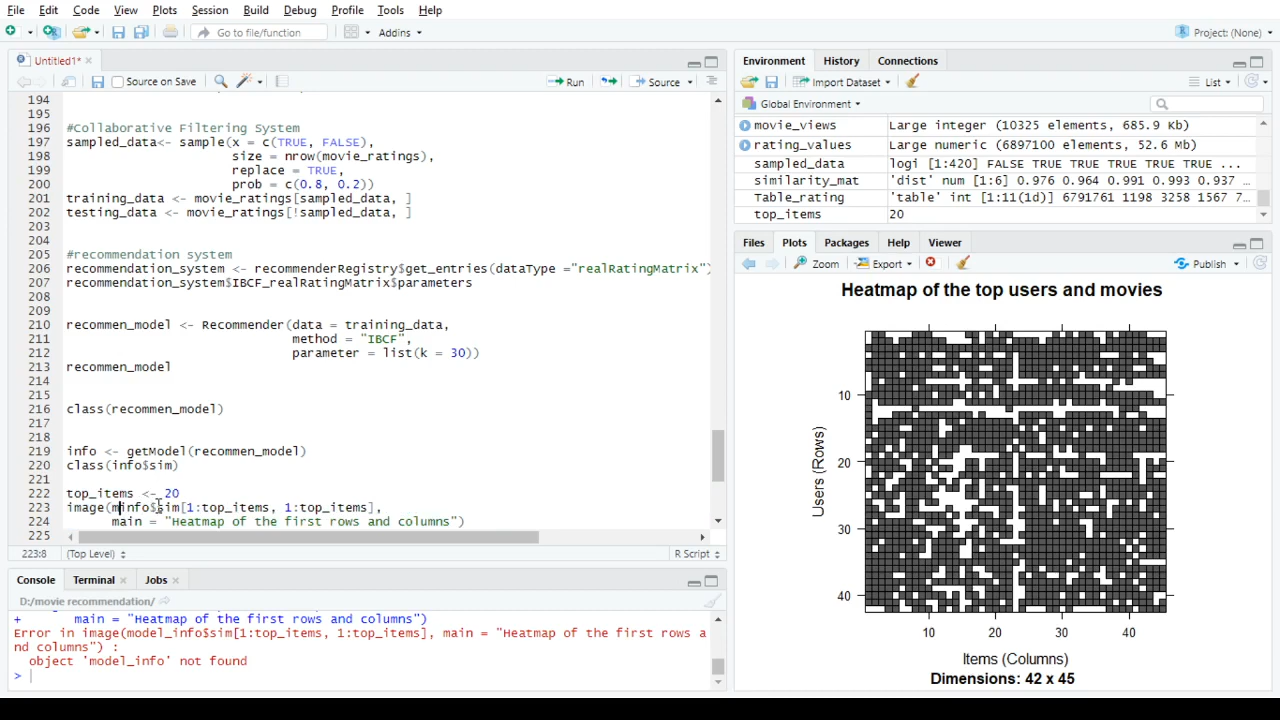 File Edit Code View Plots Session Build Debug Profile Tools Help
Go to file/function Addins Project: (None)
Untitled1*
Source on Save Run Source
194
195
196 #Collaborative Filtering System
197 sampled_data<- sample(x = c(TRUE, FALSE),
198 size = nrow(movie_ratings),
199 replace = TRUE,
200 prob = c(0.8, 0.2))
201 training_data <- movie_ratings[sampled_data, ]
202 testing_data <- movie_ratings[!sampled_data, ]
203
204
205 #recommendation system
206 recommendation_system <- recommenderRegistry$get_entries(dataType ="realRatingMatrix")
207 recommendation_system$IBCF_realRatingMatrix$parameters
208
209
210 recommen_model <- Recommender(data = training_data,
211 method = "IBCF",
212 parameter = list(k = 30))
213 recommen_model
214
215
216 class(recommen_model)
217
218
219 info <- getModel(recommen_model)
220 class(info$sim)
221
222 top_items <- 20
223 image(minfo$sim[1:top_items, 1:top_items],
224 main = "Heatmap of the first rows and columns")
225
223:8 (Top Level) R Script
Console Terminal Jobs
D:/movie recommendation/
+ main = "Heatmap of the first rows and columns")
Error in image(model_info$sim[1:top_items, 1:top_items], main = "Heatmap of the first rows a
nd columns") :
object 'model_info' not found
>
Environment History Connections
Import Dataset List
Global Environment
movie_views Large integer (10325 elements, 685.9 Kb)
rating_values Large numeric (6897100 elements, 52.6 Mb)
sampled_data logi [1:420] FALSE TRUE TRUE TRUE TRUE TRUE ...
similarity_mat 'dist' num [1:6] 0.976 0.964 0.991 0.993 0.937 ...
Table_rating 'table' int [1:11(1d)] 6791761 1198 3258 1567 7...
top_items 20
Files Plots Packages Help Viewer
Zoom Export Publish
Heatmap of the top users and movies
10
20
30
40
Users (Rows)
10 20 30 40
Items (Columns)
Dimensions: 42 x 45